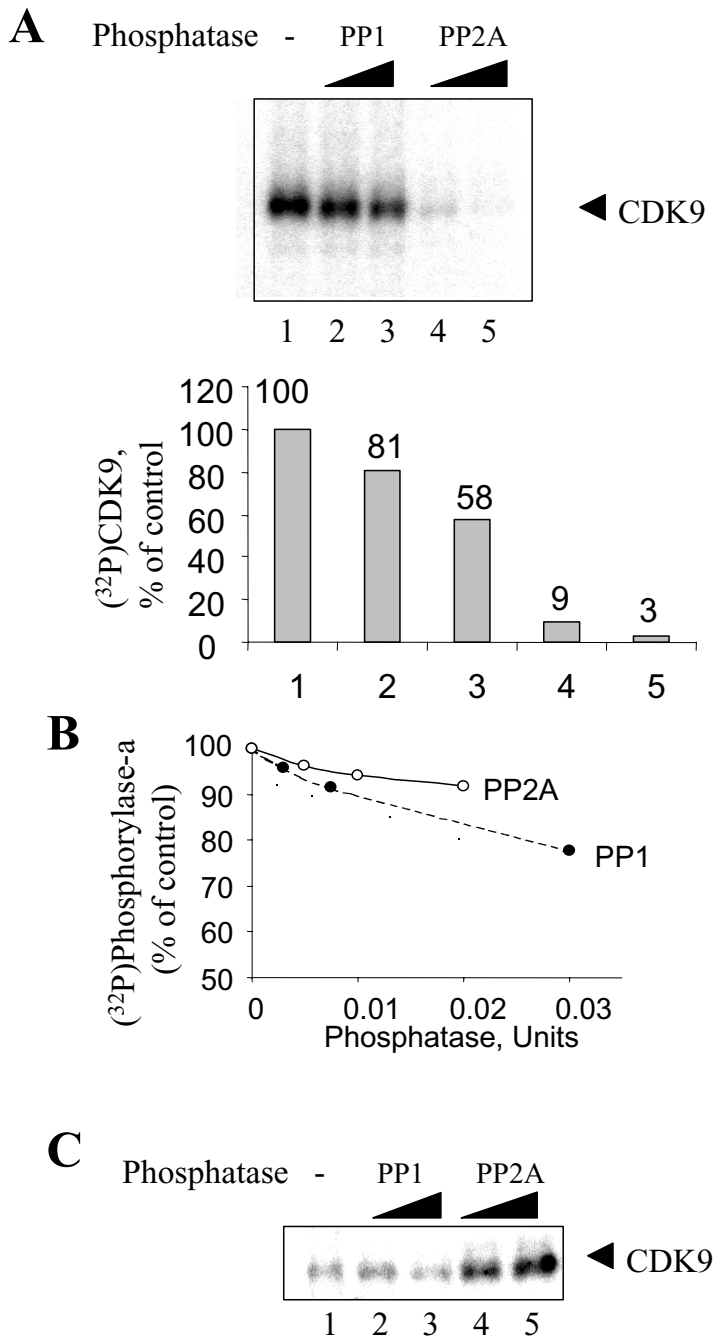 A
Phosphatase - PP1 PP2A
CDK9
1 2 3 4 5
(³²P)CDK9,
% of control
120
100
80
60
40
20
0
100
81
58
9
3
1 2 3 4 5
B
(³²P)Phosphorylase-a
(% of control)
100
90
80
70
60
50
PP2A
PP1
0 0.01 0.02 0.03
Phosphatase, Units
C
Phosphatase - PP1 PP2A
CDK9
1 2 3 4 5